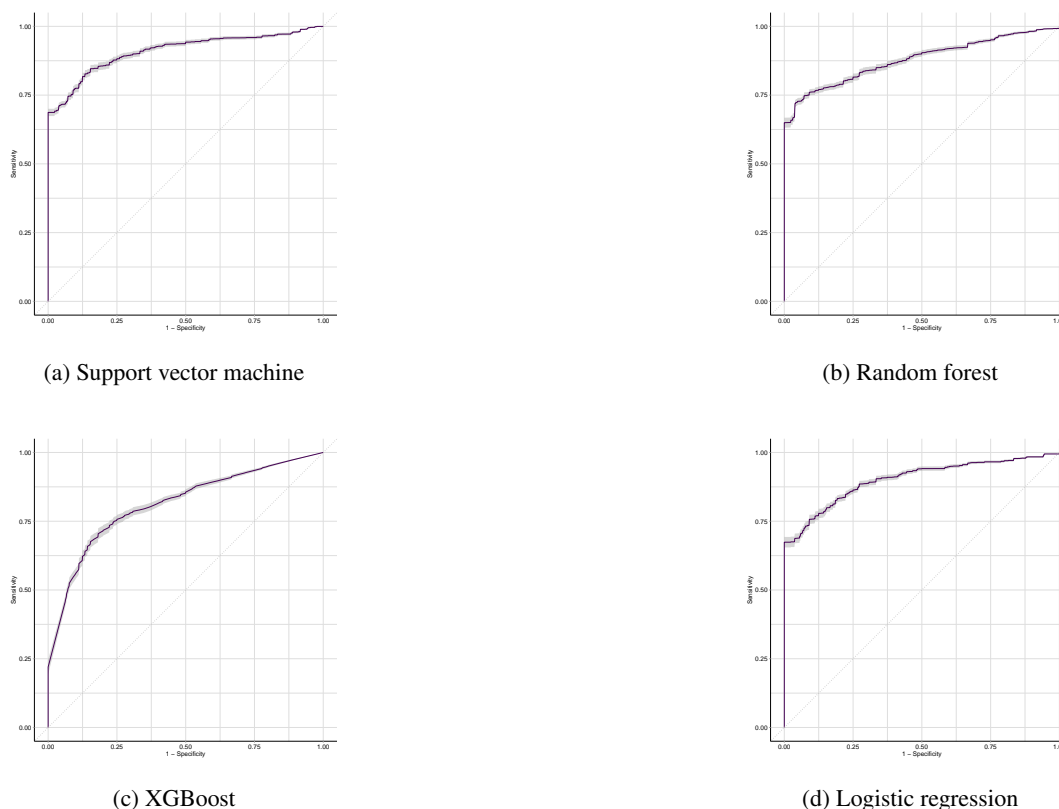 1.00
0.75
Sensitivity
0.50
0.25
0.00
0.00 0.25 0.50 0.75 1.00
1 − Specificity
(a) Support vector machine
1.00
0.75
Sensitivity
0.50
0.25
0.00
0.00 0.25 0.50 0.75 1.0
1 − Specificity
(b) Random forest
1.00
0.75
Sensitivity
0.50
0.25
0.00
0.00 0.25 0.50 0.75 1.00
1 − Specificity
(c) XGBoost
1.00
0.75
Sensitivity
0.50
0.25
0.00
0.00 0.25 0.50 0.75 1.0
1 − Specificity
(d) Logistic regression